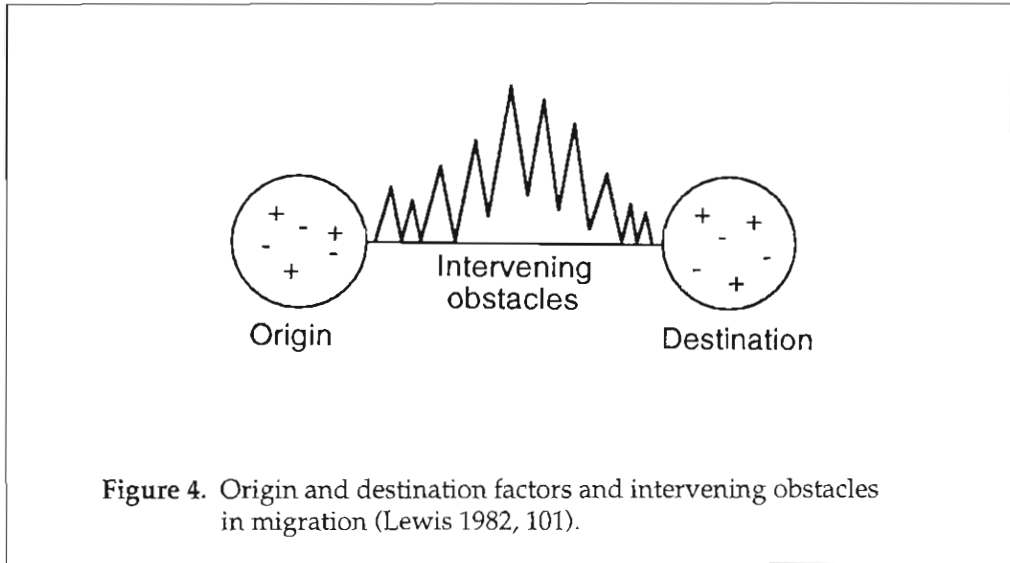 + - + - - +
+ + - - - +
Intervening
obstacles
Origin
Destination
Figure 4. Origin and destination factors and intervening obstacles
in migration (Lewis 1982, 101).